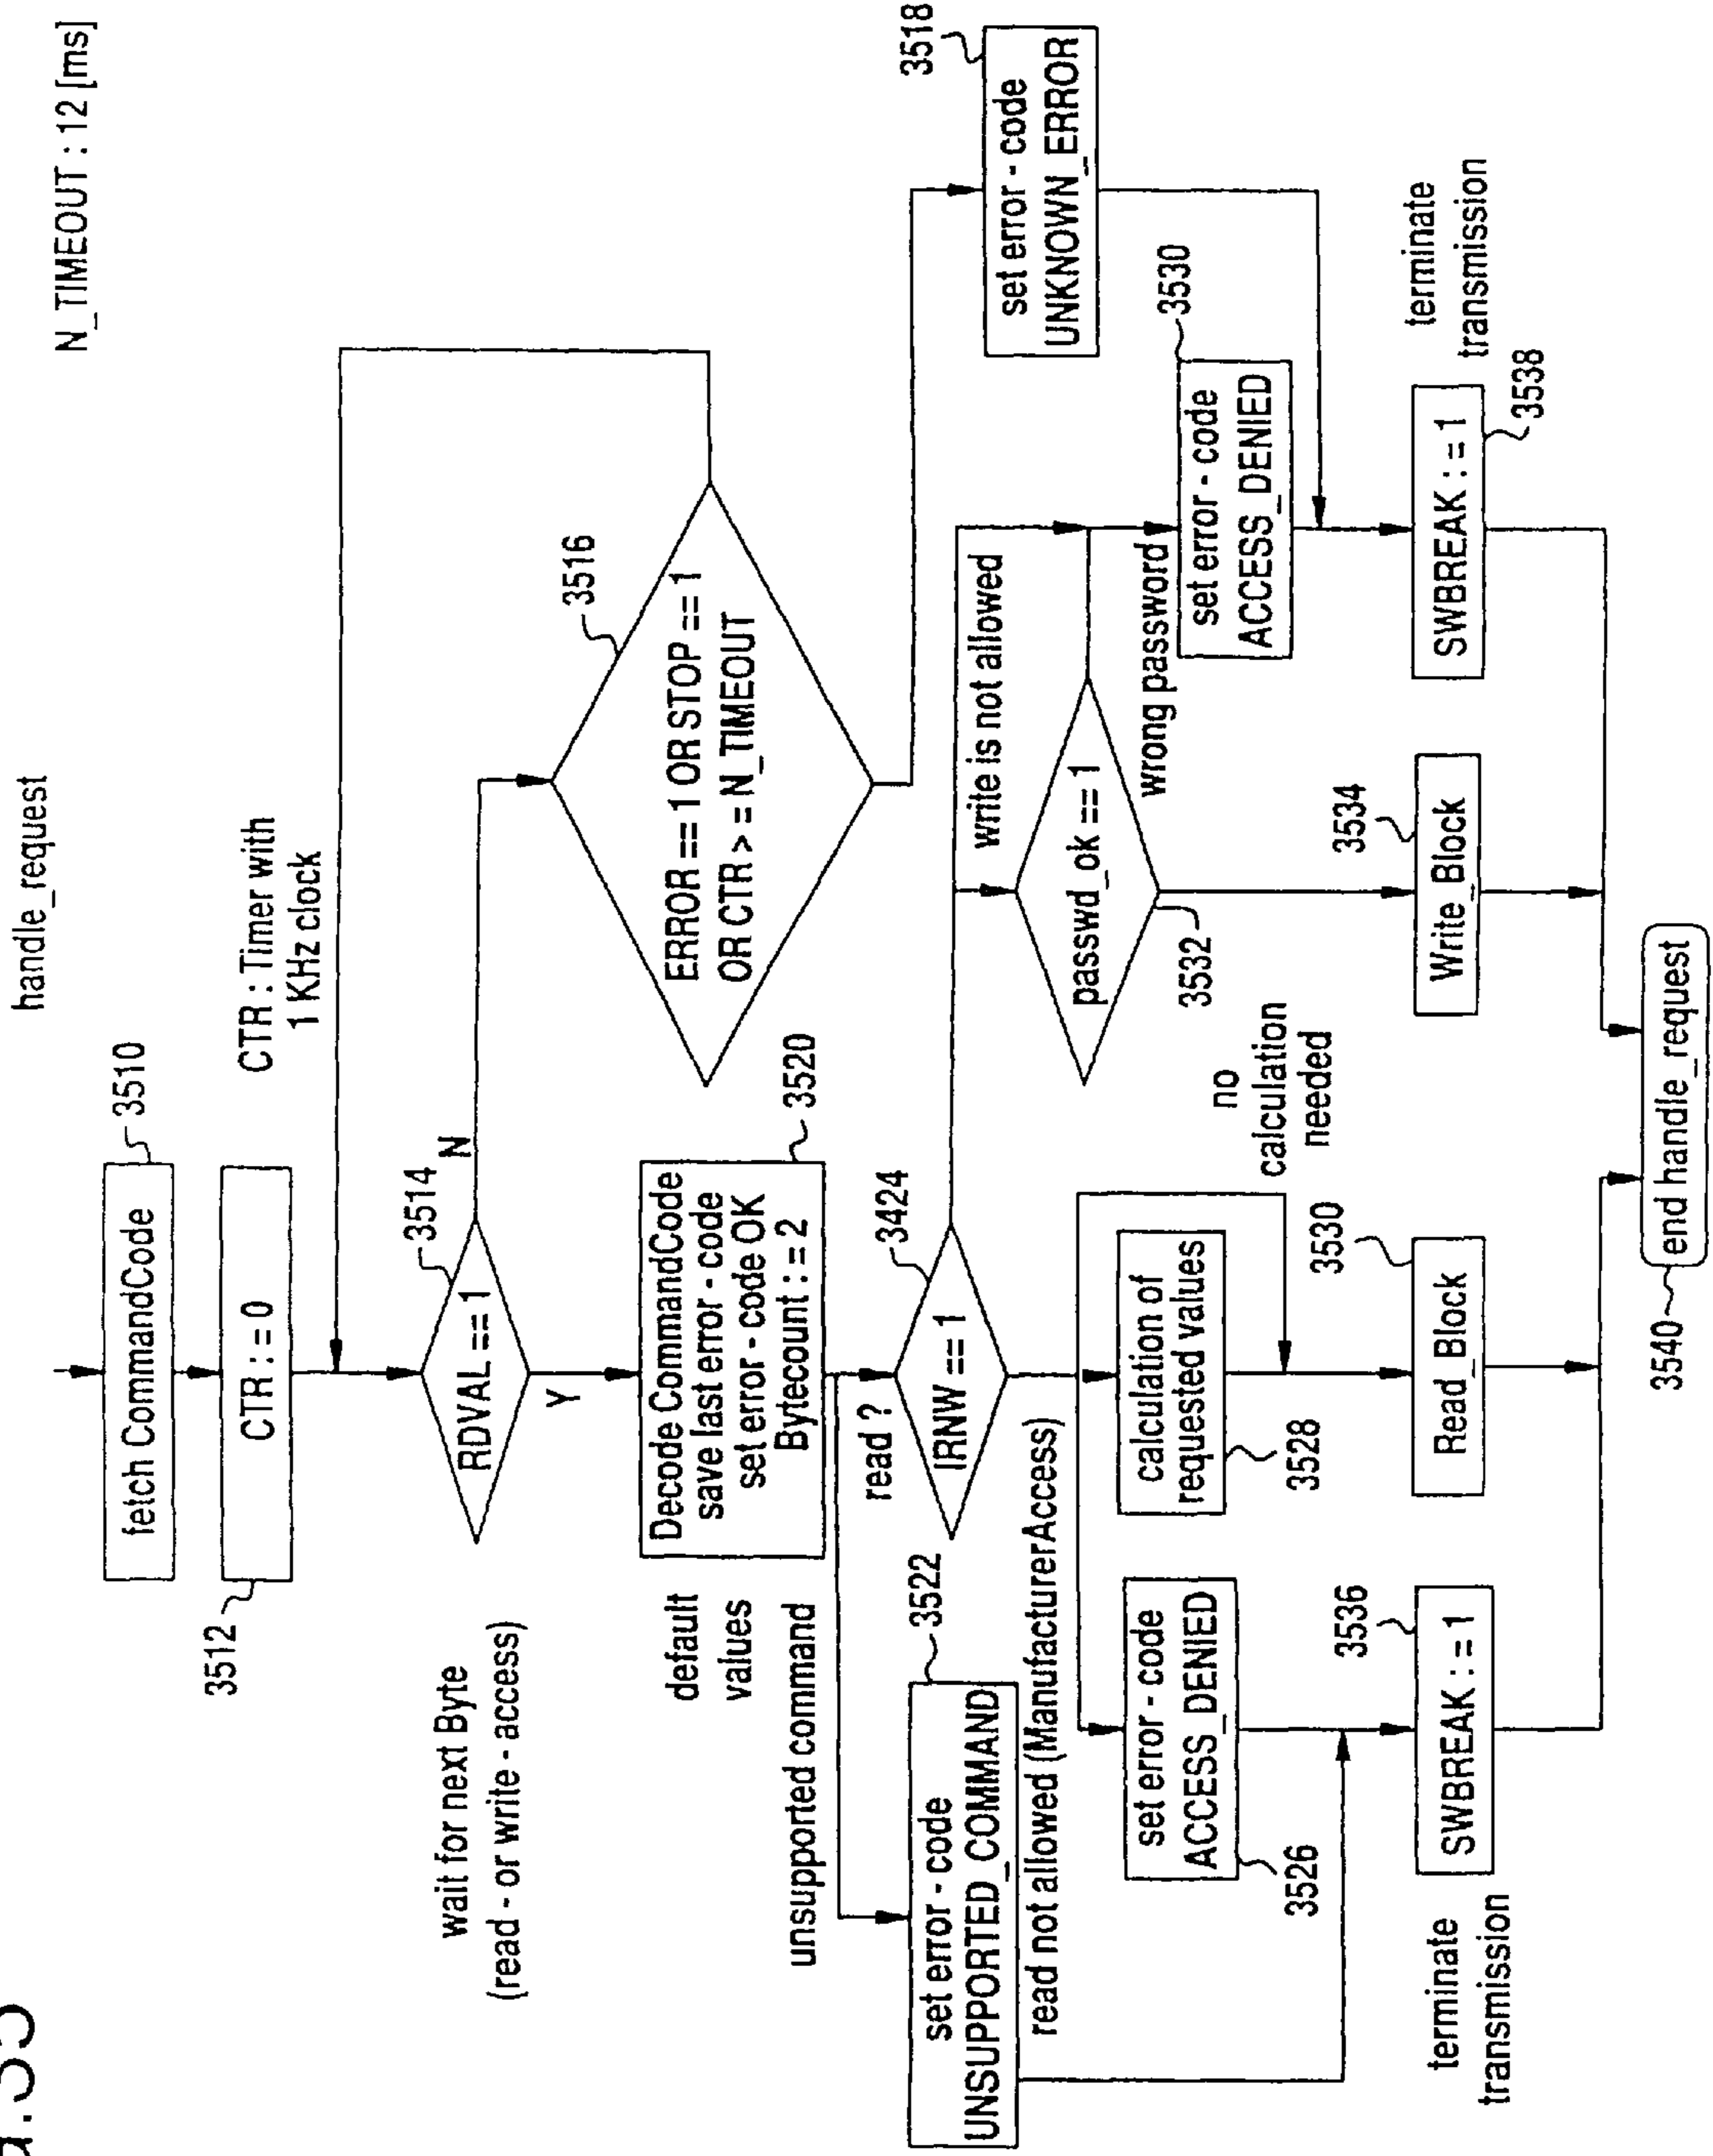 handle_request
N_TIMEOUT : 12 [ms]
fetch CommandCode
3510
CTR : = 0
3512
CTR : Timer with
1 KHz clock
wait for next Byte
(read - or write - access)
RDVAL == 1
3514
N
Y
ERROR == 1 OR STOP == 1
OR CTR > = N_TIMEOUT
3516
default
values
Decode CommandCode
save last error - code
set error - code OK
Bytecount : = 2
3520
unsupported command
read ?
set error - code
UNSUPPORTED_COMMAND
3522
IRNW == 1
3424
write is not allowed
set error - code
UNKNOWN_ERROR
3518
read not allowed (ManufacturerAccess)
passwd_ok == 1
3532
wrong password
set error - code
ACCESS_DENIED
3526
calculation of
requested values
3528
no
calculation
needed
set error - code
ACCESS_DENIED
3530
terminate
transmission
SWBREAK : = 1
3536
Read_Block
3530
Write_Block
3534
SWBREAK : = 1
3538
terminate
transmission
end handle_request
3540